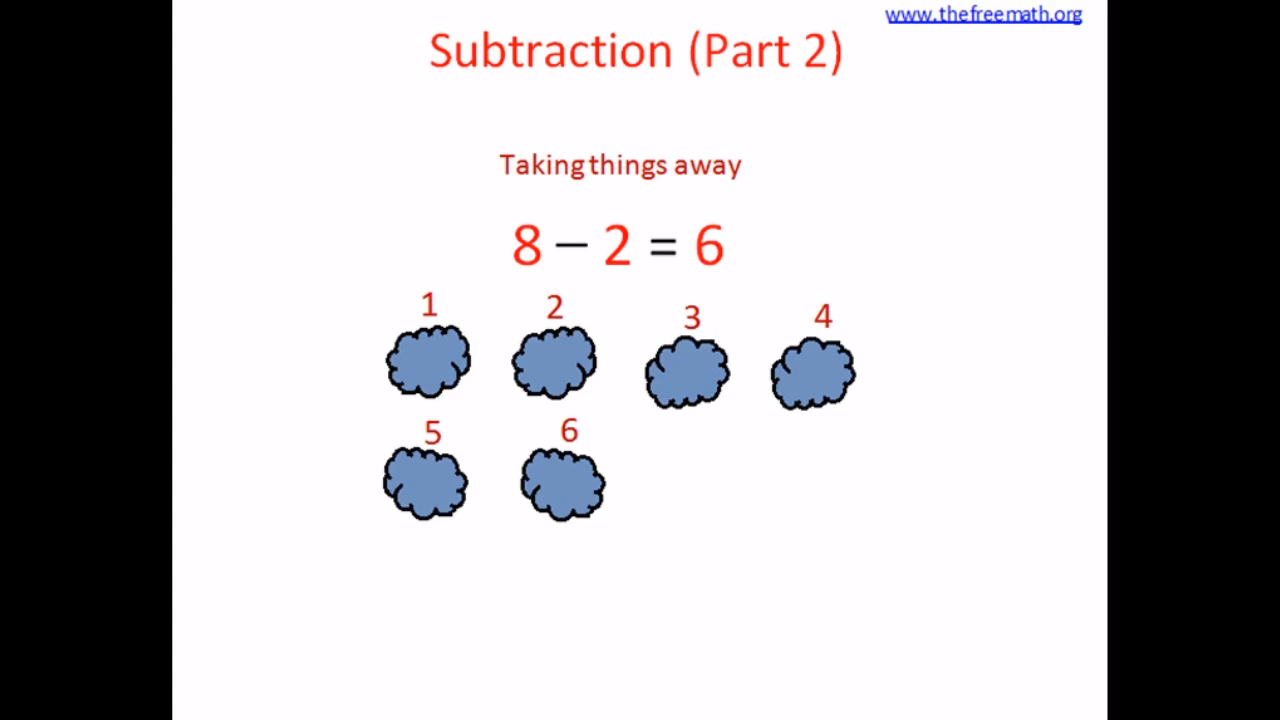 www.thefreemath.org
Subtraction (Part 2)
Taking things away
8 – 2 = 6
1 2 3 4
5 6